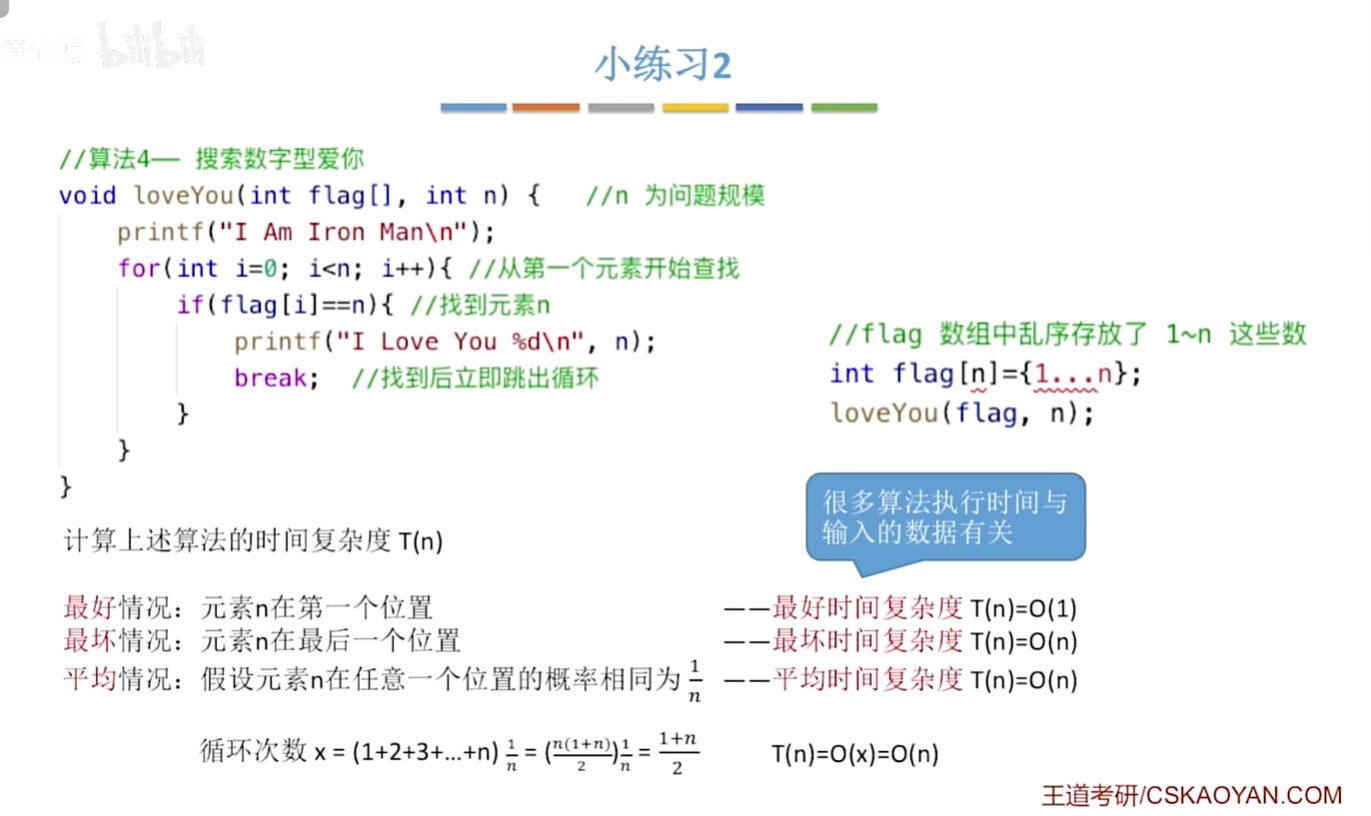 bilibili
小练习2
//算法4—— 搜索数字型爱你
void loveYou(int flag[], int n) {   //n 为问题规模
    printf("I Am Iron Man\n");
    for(int i=0; i<n; i++){ //从第一个元素开始查找
        if(flag[i]==n){ //找到元素n
            printf("I Love You %d\n", n);
            break;  //找到后立即跳出循环
        }
    }
}
//flag 数组中乱序存放了 1~n 这些数
int flag[n]={1...n};
loveYou(flag, n);
很多算法执行时间与
输入的数据有关
计算上述算法的时间复杂度 T(n)
最好情况：元素n在第一个位置 ——最好时间复杂度 T(n)=O(1)
最坏情况：元素n在最后一个位置 ——最坏时间复杂度 T(n)=O(n)
平均情况：假设元素n在任意一个位置的概率相同为 1/n ——平均时间复杂度 T(n)=O(n)
循环次数 x = (1+2+3+…+n) 1/n = (n(1+n)/2)1/n = 1+n/2 T(n)=O(x)=O(n)
王道考研/CSKAOYAN.COM